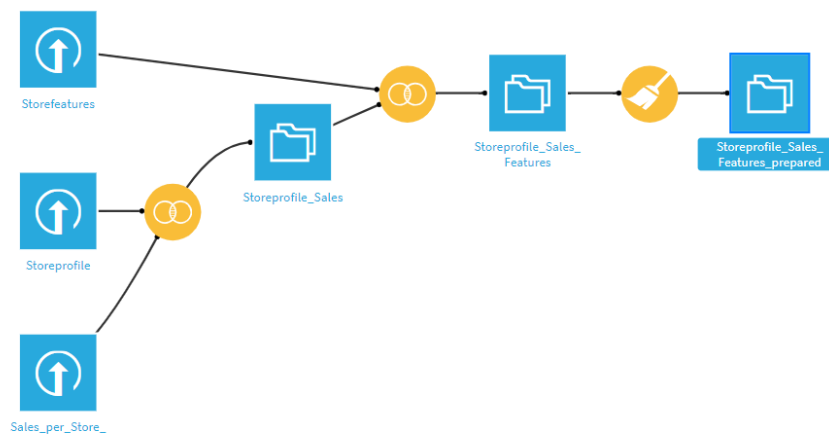 Storefeatures
Storeprofile_Sales
Storeprofile_Sales_
Features
Storeprofile_Sales_
Features_prepared
Storeprofile
Sales_per_Store_